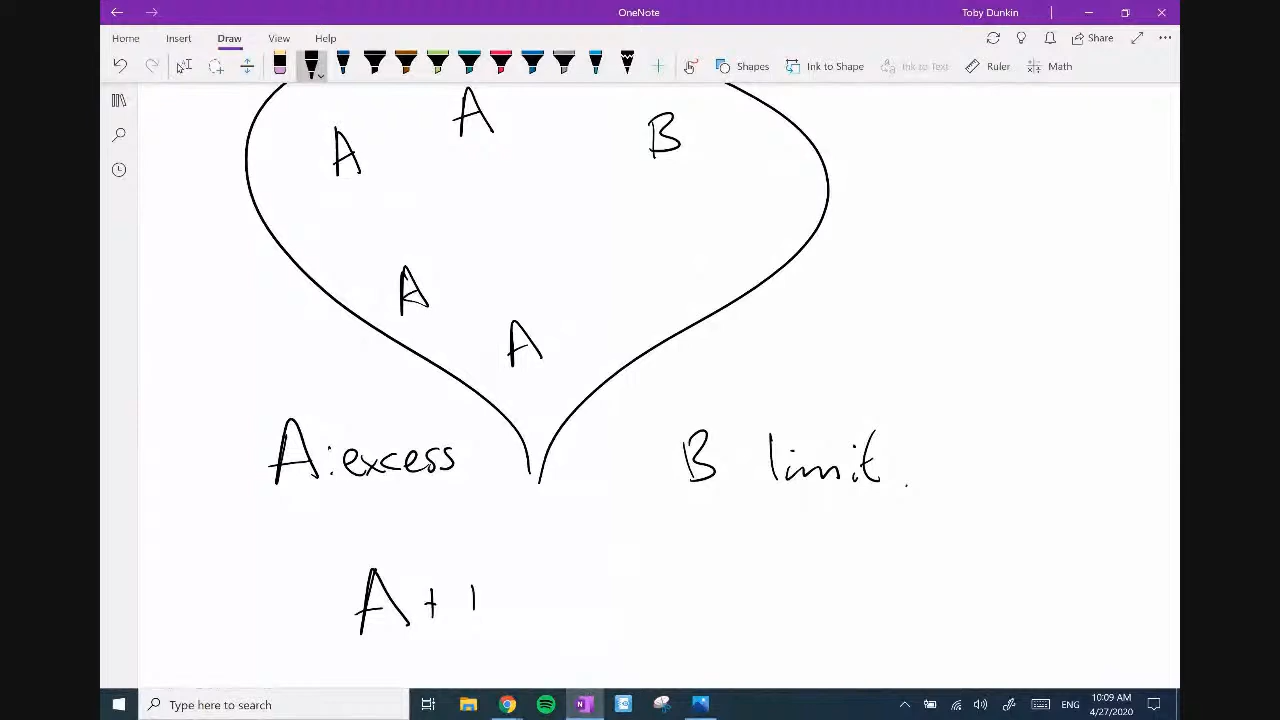 OneNote
Toby Dunkin
Home Insert Draw View Help
Share
Shapes Ink to Shape Ink to Text Ruler Math
A
A
B
A
A
A:excess
B limit.
A +
Type here to search
ENG
10:09 AM
4/27/2020